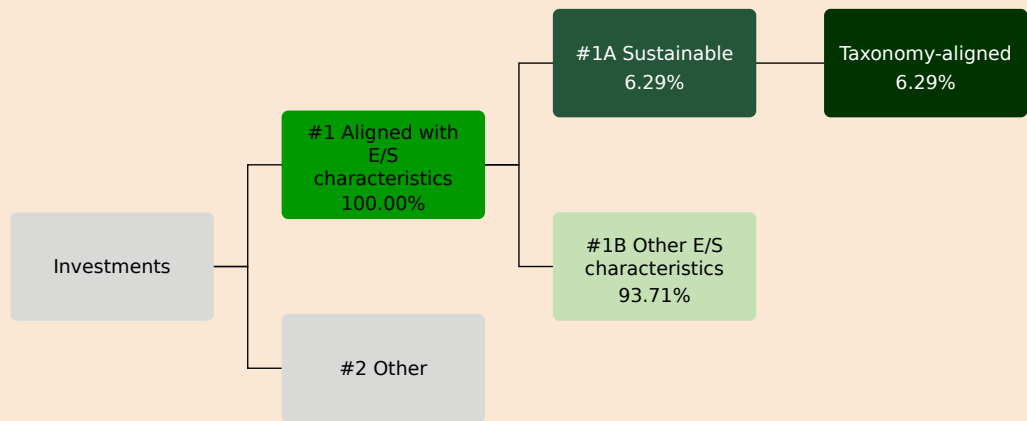 Investments
#1 Aligned with
E/S
characteristics
100.00%
#2 Other
#1A Sustainable
6.29%
#1B Other E/S
characteristics
93.71%
Taxonomy-aligned
6.29%